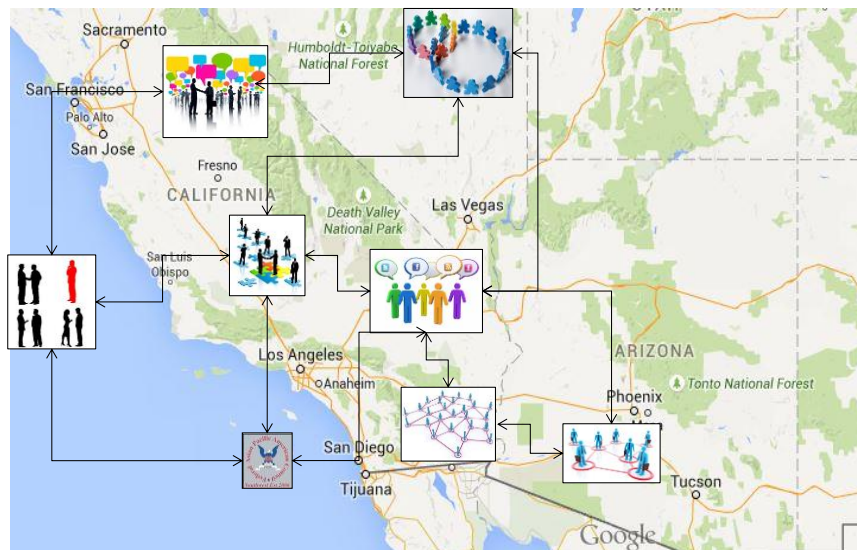 Sacramento
Humboldt-Toiyabe
National Forest
San Francisco
Palo Alto
San Jose
Fresno
CALIFORNIA
Death Valley
National Park
Las Vegas
San Luis
Obispo
Los Angeles
Anaheim
ARIZONA
Tonto National Forest
Phoenix
San Diego
Tijuana
Tucson
Google